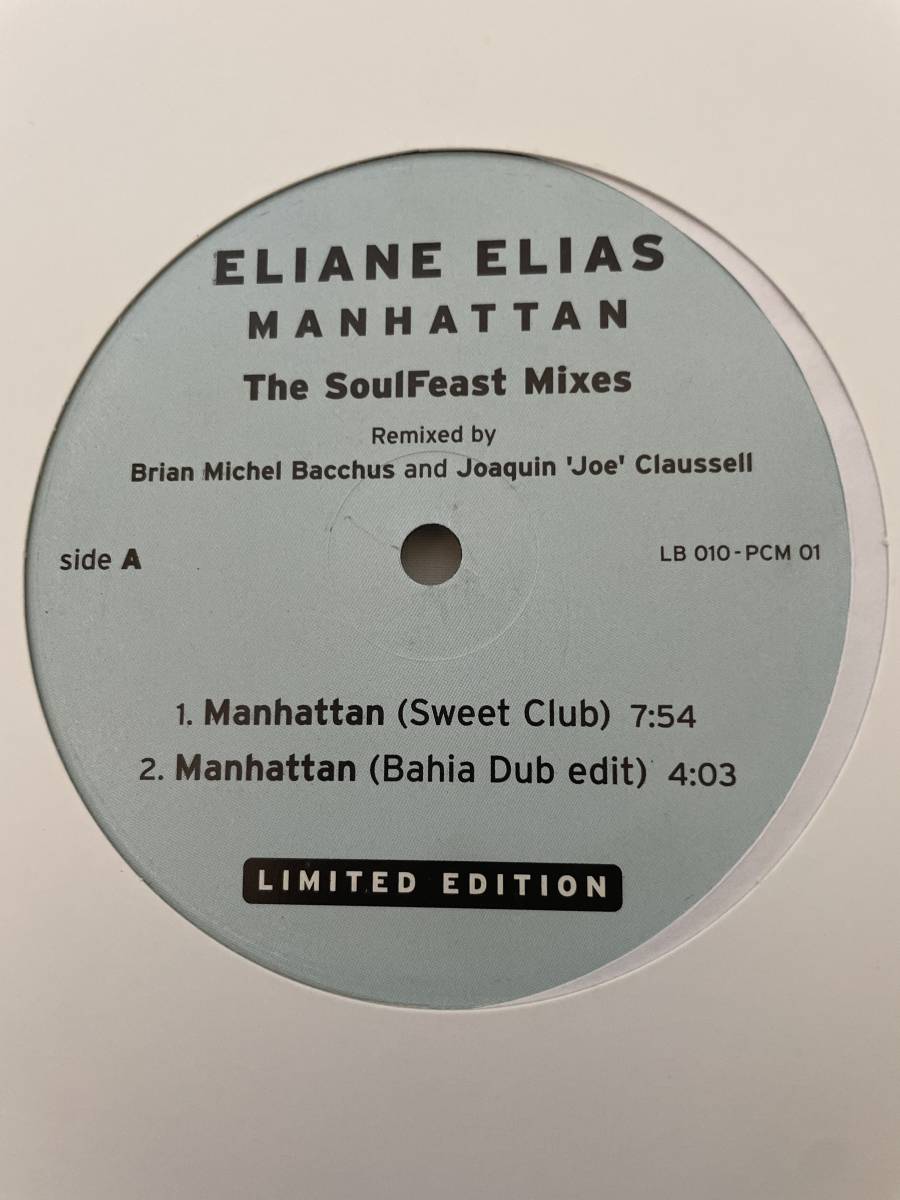 ELIANE ELIAS
MANHATTAN
The SoulFeast Mixes
Remixed by
Brian Michel Bacchus and Joaquin 'Joe' Claussell
side A
LB 010-PCM 01
1. Manhattan (Sweet Club) 7:54
2. Manhattan (Bahia Dub edit) 4:03
LIMITED EDITION